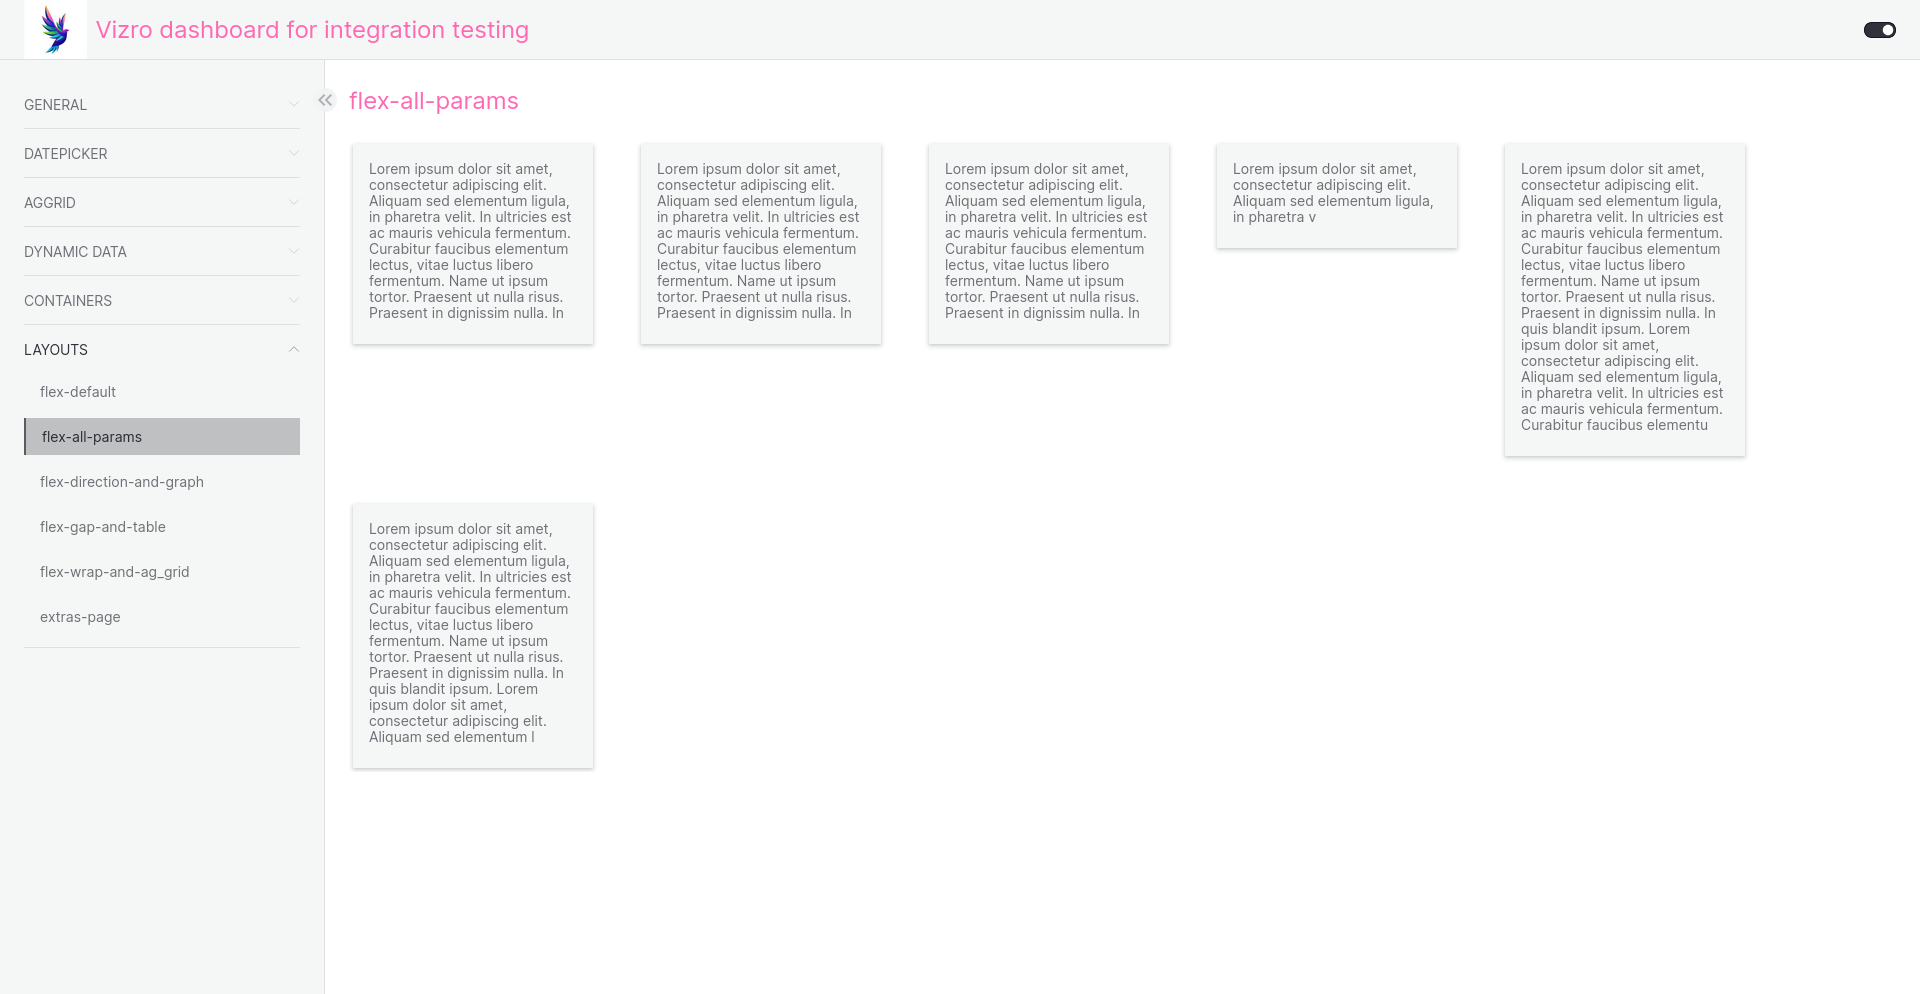 Vizro dashboard for integration testing
GENERAL
DATEPICKER
AGGRID
DYNAMIC DATA
CONTAINERS
LAYOUTS
flex-default
flex-all-params
flex-direction-and-graph
flex-gap-and-table
flex-wrap-and-ag_grid
extras-page
flex-all-params
Lorem ipsum dolor sit amet,
consectetur adipiscing elit.
Aliquam sed elementum ligula,
in pharetra velit. In ultricies est
ac mauris vehicula fermentum.
Curabitur faucibus elementum
lectus, vitae luctus libero
fermentum. Name ut ipsum
tortor. Praesent ut nulla risus.
Praesent in dignissim nulla. In
Lorem ipsum dolor sit amet,
consectetur adipiscing elit.
Aliquam sed elementum ligula,
in pharetra velit. In ultricies est
ac mauris vehicula fermentum.
Curabitur faucibus elementum
lectus, vitae luctus libero
fermentum. Name ut ipsum
tortor. Praesent ut nulla risus.
Praesent in dignissim nulla. In
Lorem ipsum dolor sit amet,
consectetur adipiscing elit.
Aliquam sed elementum ligula,
in pharetra velit. In ultricies est
ac mauris vehicula fermentum.
Curabitur faucibus elementum
lectus, vitae luctus libero
fermentum. Name ut ipsum
tortor. Praesent ut nulla risus.
Praesent in dignissim nulla. In
Lorem ipsum dolor sit amet,
consectetur adipiscing elit.
Aliquam sed elementum ligula,
in pharetra v
Lorem ipsum dolor sit amet,
consectetur adipiscing elit.
Aliquam sed elementum ligula,
in pharetra velit. In ultricies est
ac mauris vehicula fermentum.
Curabitur faucibus elementum
lectus, vitae luctus libero
fermentum. Name ut ipsum
tortor. Praesent ut nulla risus.
Praesent in dignissim nulla. In
quis blandit ipsum. Lorem
ipsum dolor sit amet,
consectetur adipiscing elit.
Aliquam sed elementum ligula,
in pharetra velit. In ultricies est
ac mauris vehicula fermentum.
Curabitur faucibus elementu
Lorem ipsum dolor sit amet,
consectetur adipiscing elit.
Aliquam sed elementum ligula,
in pharetra velit. In ultricies est
ac mauris vehicula fermentum.
Curabitur faucibus elementum
lectus, vitae luctus libero
fermentum. Name ut ipsum
tortor. Praesent ut nulla risus.
Praesent in dignissim nulla. In
quis blandit ipsum. Lorem
ipsum dolor sit amet,
consectetur adipiscing elit.
Aliquam sed elementum l